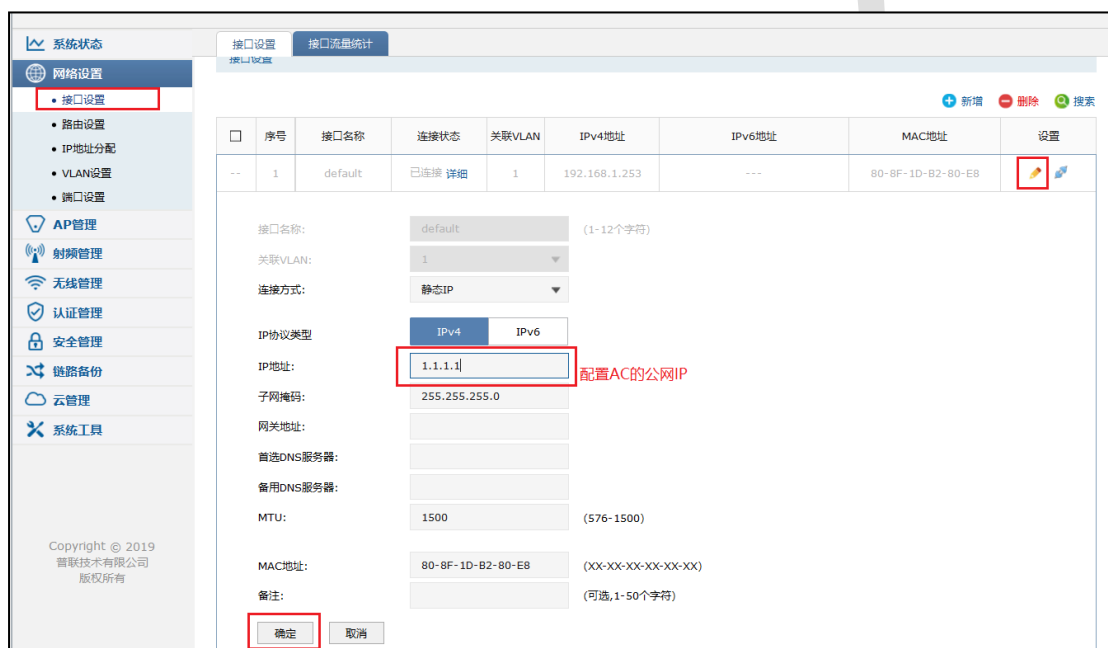 系统状态
网络设置
接口设置
路由设置
IP地址分配
VLAN设置
端口设置
AP管理
射频管理
无线管理
认证管理
安全管理
链路备份
云管理
系统工具
Copyright © 2019
普联技术有限公司
版权所有
接口设置 接口流量统计
接口设置
新增 删除 搜索
序号 接口名称 连接状态 关联VLAN IPv4地址 IPv6地址 MAC地址 设置
-- 1 default 已连接 详细 1 192.168.1.253 --- 80-8F-1D-B2-80-E8
接口名称: default (1-12个字符)
关联VLAN: 1
连接方式: 静态IP
IP协议类型 IPv4 IPv6
IP地址: 1.1.1.1 配置AC的公网IP
子网掩码: 255.255.255.0
网关地址:
首选DNS服务器:
备用DNS服务器:
MTU: 1500 (576-1500)
MAC地址: 80-8F-1D-B2-80-E8 (XX-XX-XX-XX-XX-XX)
备注: (可选,1-50个字符)
确定 取消